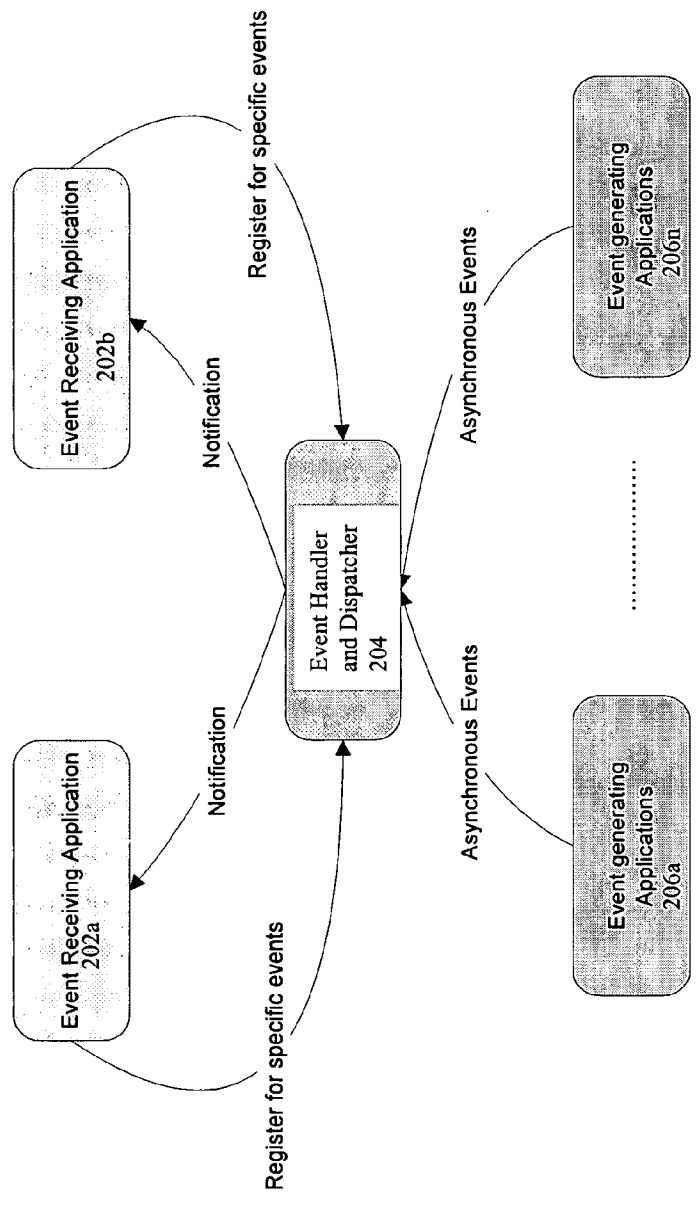 Event Receiving Application
202a
Event Receiving Application
202b
Register for specific events
Notification
Notification
Register for specific events
Event Handler
and Dispatcher
204
Asynchronous Events
Asynchronous Events
Event generating
Applications
206a
Event generating
Applications
206n